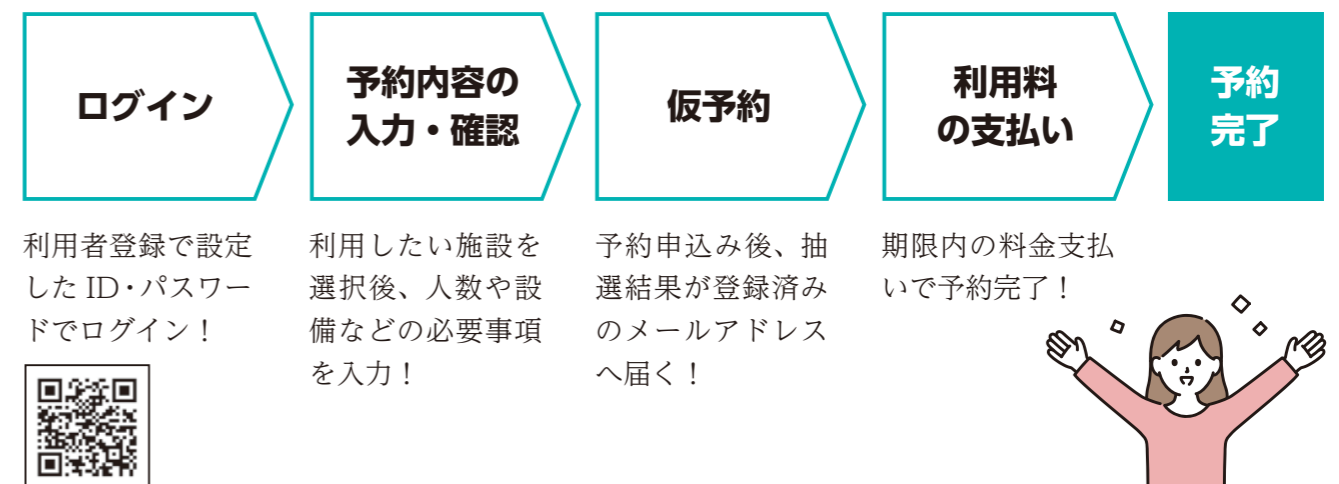 ログイン
予約内容の
入力・確認
仮予約
利用料
の支払い
予約
完了
利用者登録で設定
したID・パスワー
ドでログイン！
利用したい施設を
選択後、人数や設
備などの必要事項
を入力！
予約申込み後、抽
選結果が登録済み
のメールアドレス
へ届く！
期限内の料金支払
いで予約完了！